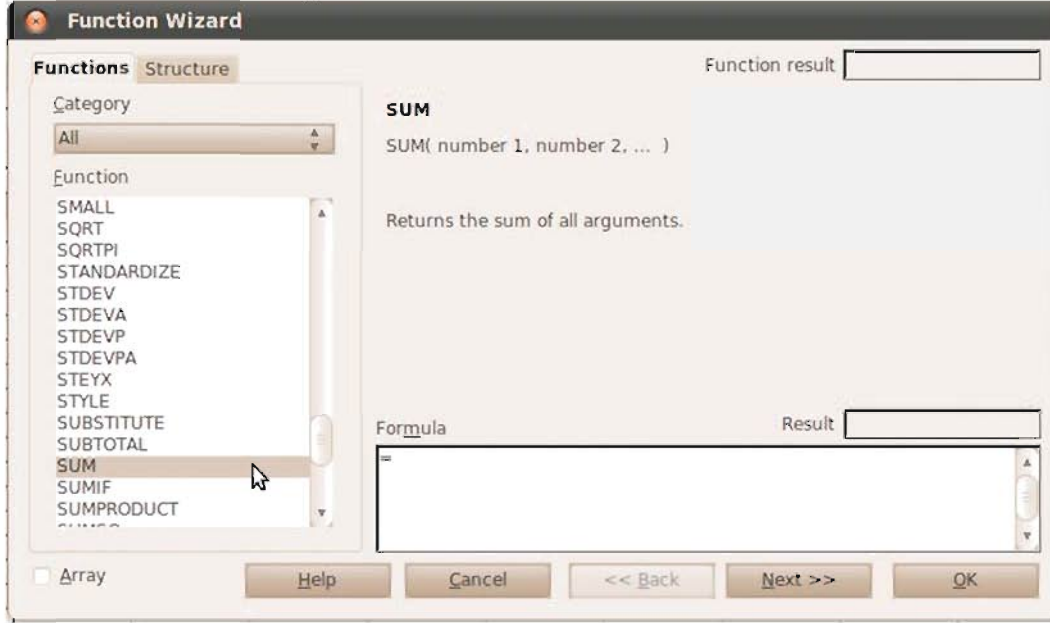 Function Wizard
Functions Structure
Function result
Category
All
Function
SMALL
SQRT
SQRTPI
STANDARDIZE
STDEV
STDEVA
STDEVP
STDEVPA
STEYX
STYLE
SUBSTITUTE
SUBTOTAL
SUM
SUMIF
SUMPRODUCT
SUM
SUM( number 1, number 2, ... )
Returns the sum of all arguments.
Formula
Result
=
Array
Help
Cancel
<< Back
Next >>
OK